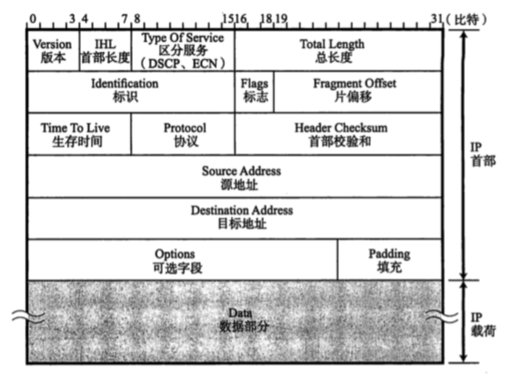 0 3 4 7 8 15 16 18 19 31 (比特)
Version IHL Type Of Service Total Length
版本 首部长度 区分服务 总长度
(DSCP、ECN)
Identification Flags Fragment Offset
标识 标志 片偏移
Time To Live Protocol Header Checksum
生存时间 协议 首部校验和
IP
首部
Source Address
源地址
Destination Address
目标地址
Options Padding
可选字段 填充
Data
数据部分
IP
载荷